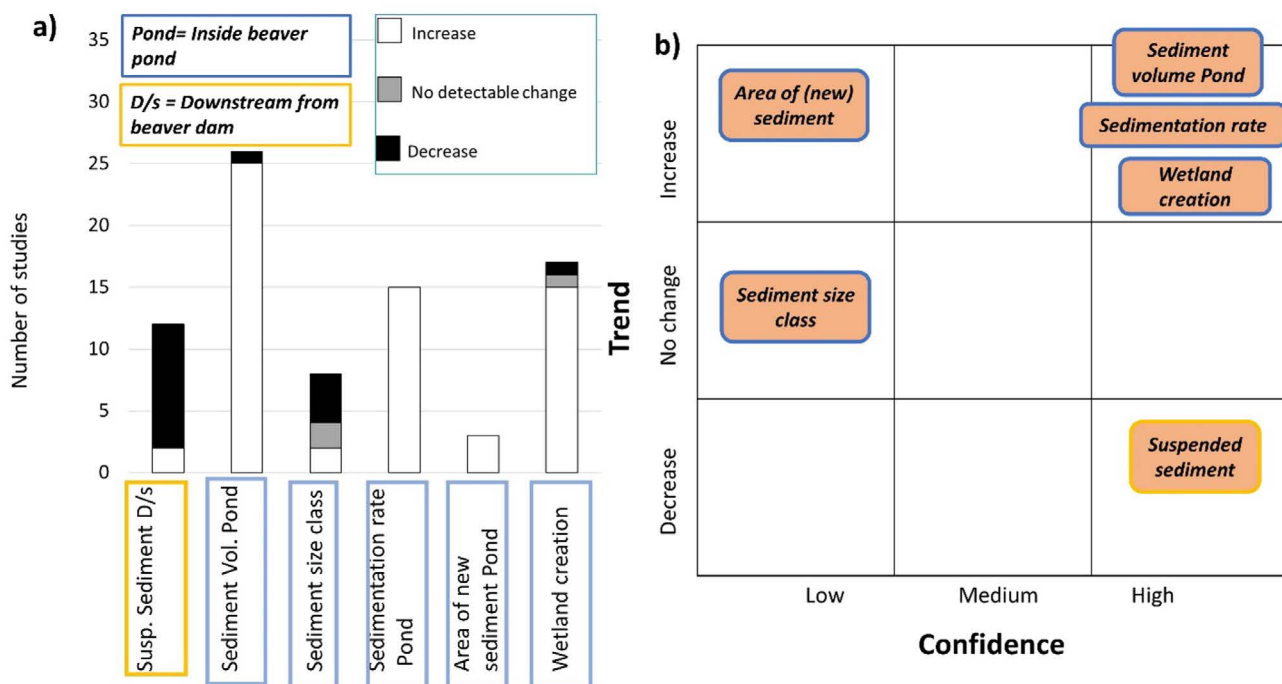 a)
Pond= Inside beaver
pond
D/s = Downstream from
beaver dam
Increase
No detectable change
Decrease
Number of studies
35
30
25
20
15
10
5
0
Susp. Sediment D/s
Sediment Vol. Pond
Sediment size class
Sedimentation rate
Pond
Area of new
sediment Pond
Wetland creation
b)
Trend
Increase
No change
Decrease
Area of (new)
sediment
Sediment
volume Pond
Sedimentation rate
Wetland
creation
Sediment size
class
Suspended
sediment
Low
Medium
High
Confidence